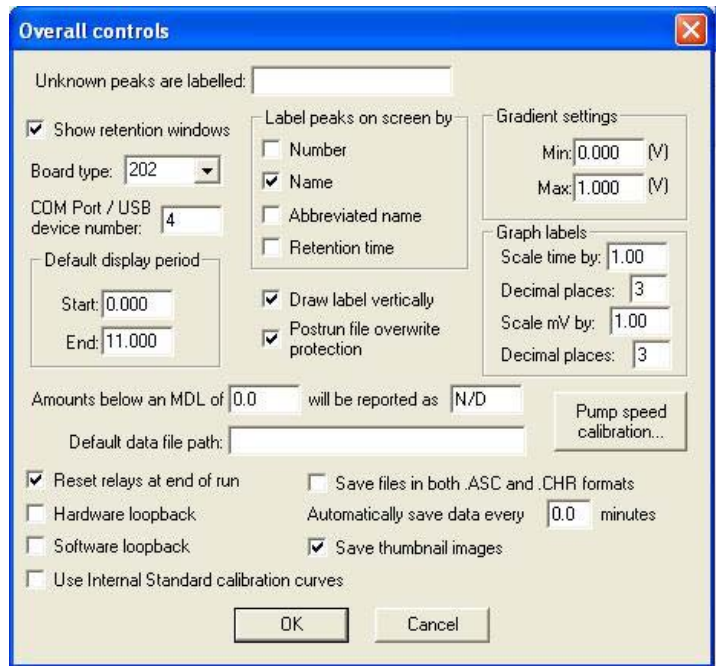 Overall controls
Unknown peaks are labelled:
Show retention windows
Board type: 202
COM Port / USB
device number: 4
Default display period
Start: 0.000
End: 11.000
Label peaks on screen by
Number
Name
Abbreviated name
Retention time
Draw label vertically
Postrun file overwrite
protection
Gradient settings
Min: 0.000 (V)
Max: 1.000 (V)
Graph labels
Scale time by: 1.00
Decimal places: 3
Scale mV by: 1.00
Decimal places: 3
Amounts below an MDL of 0.0 will be reported as N/D
Default data file path:
Pump speed
calibration...
Reset relays at end of run
Hardware loopback
Software loopback
Use Internal Standard calibration curves
Save files in both .ASC and .CHR formats
Automatically save data every 0.0 minutes
Save thumbnail images
OK
Cancel